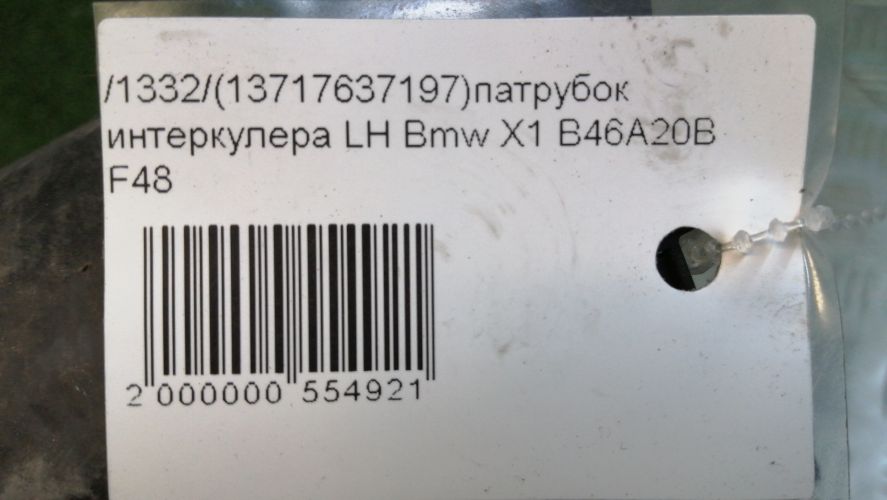 /1332/(13717637197)патрубок
интеркулера LH Bmw X1 B46A20B
F48
2 000000 554921